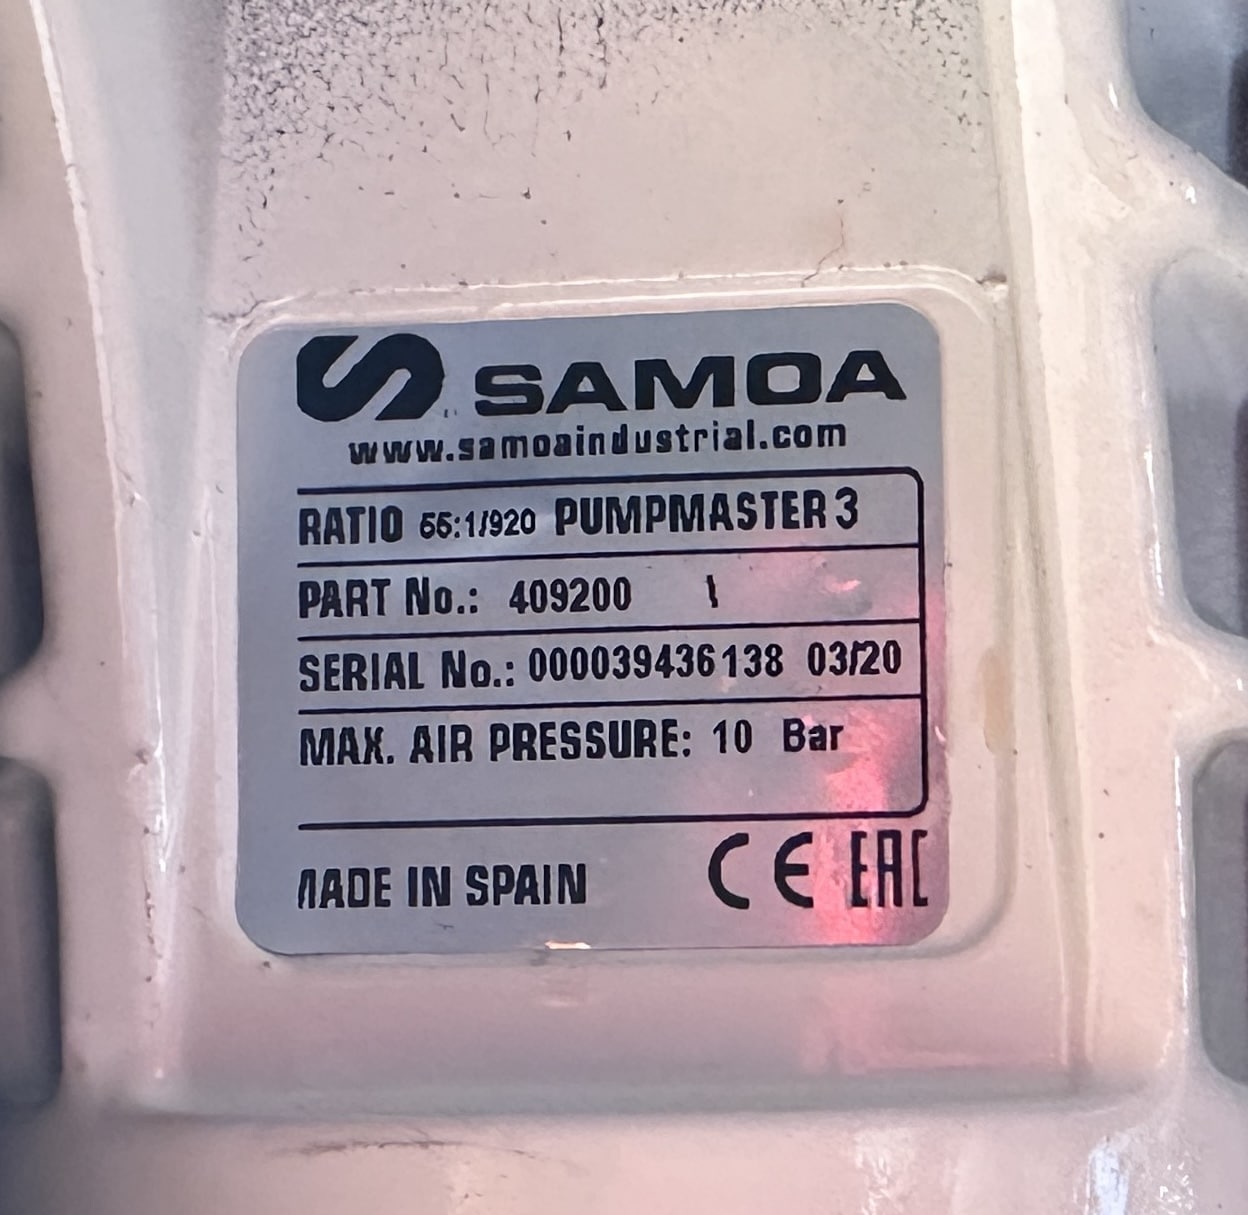 SAMOA
www.samoaindustrial.com
RATIO 55:1/920 PUMPMASTER 3
PART No.: 409200 1
SERIAL No.: 000039436138 03/20
MAX. AIR PRESSURE: 10 Bar
MADE IN SPAIN CE EAC